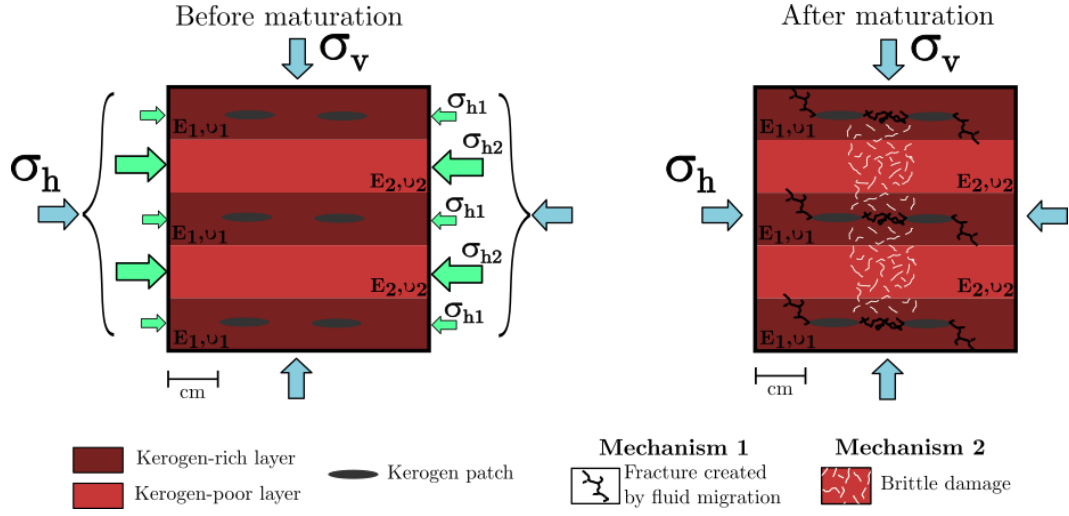 Before maturation
After maturation
σv
σv
σh1
E1,υ1
σh2
σh
E2,υ2
σh1
E1,υ1
σh2
E2,υ2
σh1
E1,υ1
cm
E1,υ1
E2,υ2
σh
E1,υ1
E2,υ2
E1,υ1
cm
Kerogen-rich layer
Kerogen-poor layer
Kerogen patch
Mechanism 1
Fracture created
by fluid migration
Mechanism 2
Brittle damage